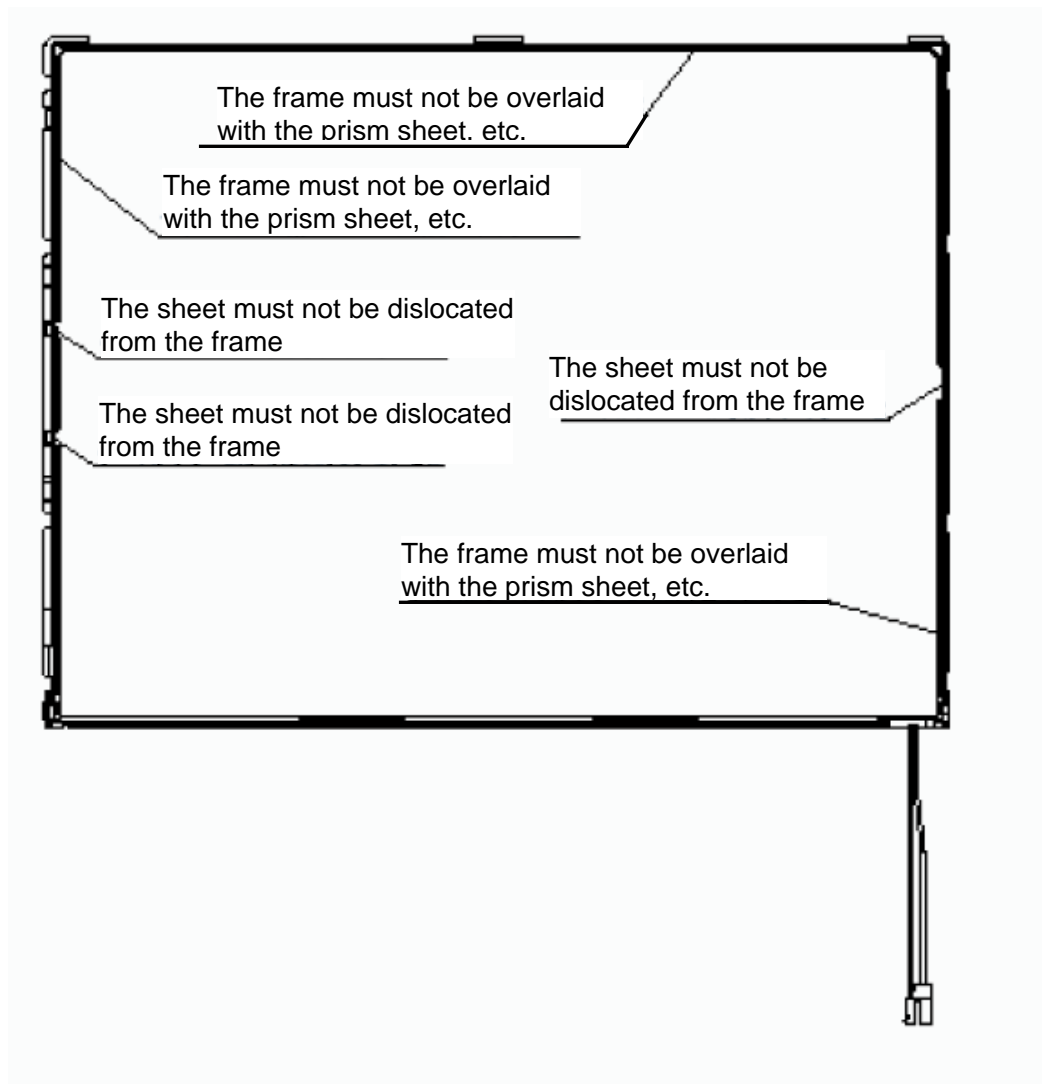 The frame must not be overlaid
with the prism sheet, etc.
The frame must not be overlaid
with the prism sheet, etc.
The sheet must not be dislocated
from the frame
The sheet must not be
dislocated from the frame
The sheet must not be dislocated
from the frame
The frame must not be overlaid
with the prism sheet, etc.